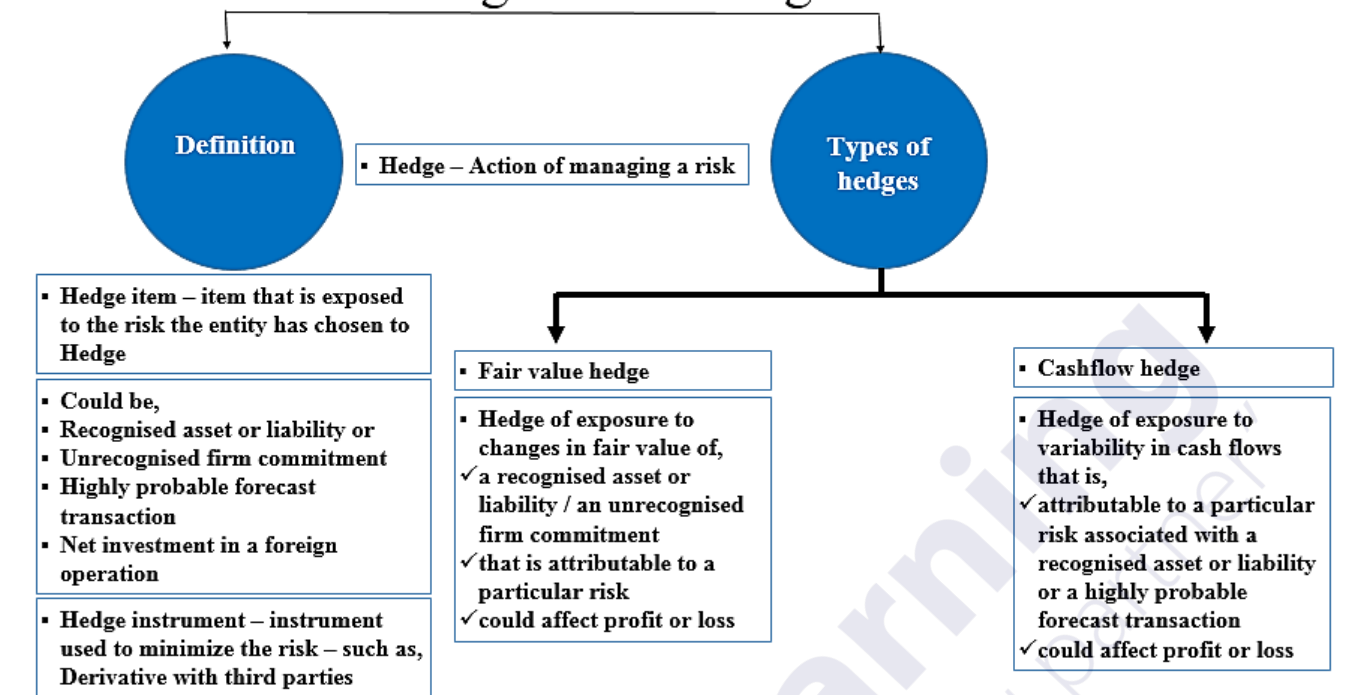 Definition
▪ Hedge – Action of managing a risk
Types of
hedges
▪ Hedge item – item that is exposed
to the risk the entity has chosen to
Hedge
▪ Could be,
▪ Recognised asset or liability or
▪ Unrecognised firm commitment
▪ Highly probable forecast
transaction
▪ Net investment in a foreign
operation
▪ Hedge instrument – instrument
used to minimize the risk – such as,
Derivative with third parties
▪ Fair value hedge
▪ Hedge of exposure to
changes in fair value of,
✓a recognised asset or
liability / an unrecognised
firm commitment
✓that is attributable to a
particular risk
✓could affect profit or loss
▪ Cashflow hedge
▪ Hedge of exposure to
variability in cash flows
that is,
✓attributable to a particular
risk associated with a
recognised asset or liability
or a highly probable
forecast transaction
✓could affect profit or loss
arning
partner